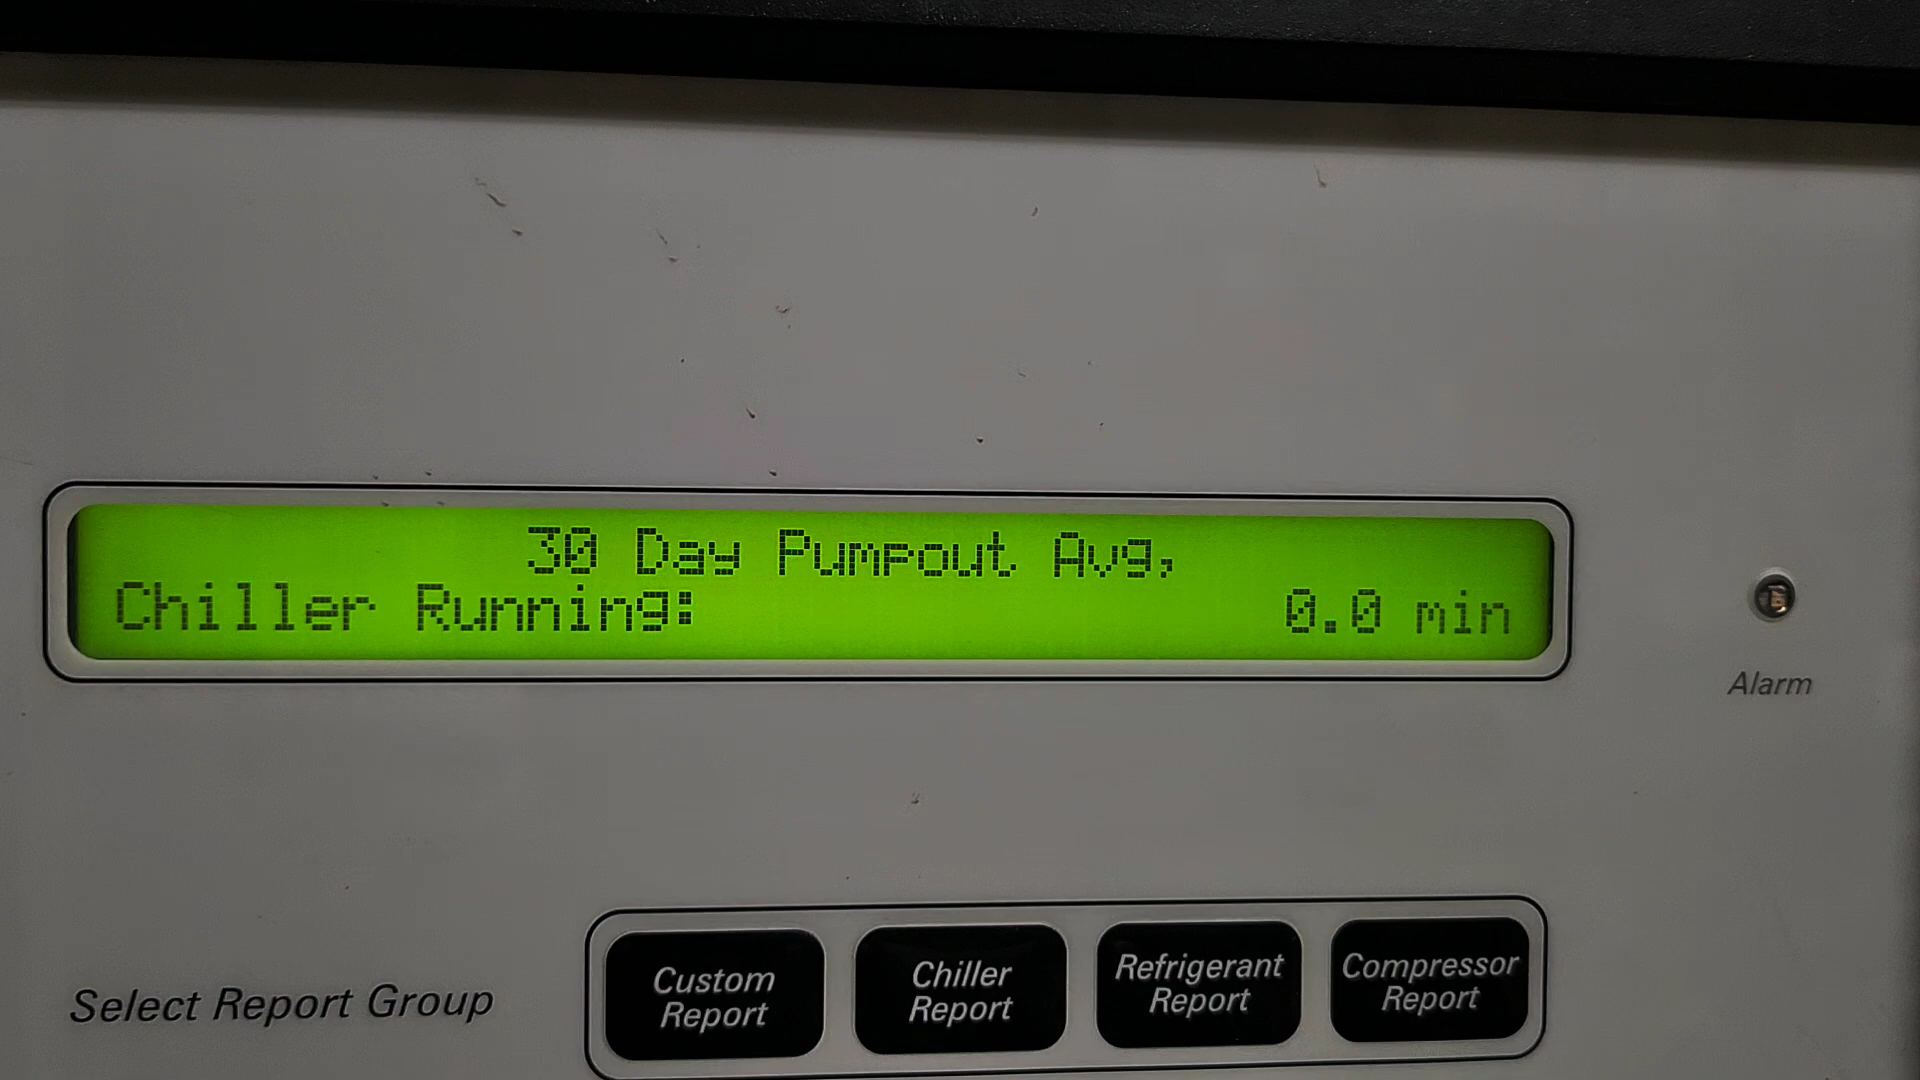 30 Day Pumpout Avg,
Chiller Running: 0.0 min
Alarm
Select Report Group
Custom
Report
Chiller
Report
Refrigerant
Report
Compressor
Report